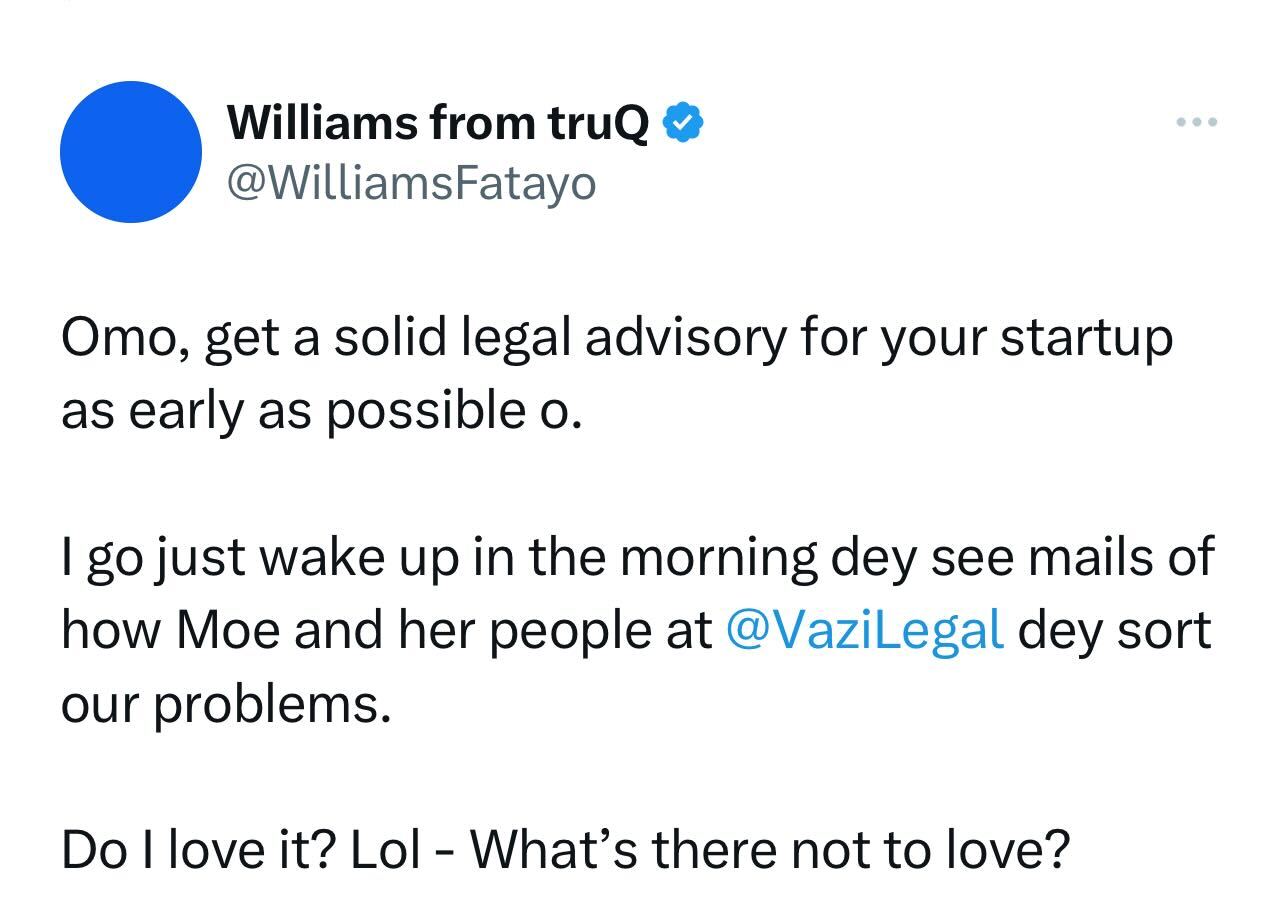 Williams from truQ
@WilliamsFatayo
Omo, get a solid legal advisory for your startup
as early as possible o.
I go just wake up in the morning dey see mails of
how Moe and her people at @VaziLegal dey sort
our problems.
Do I love it? Lol - What’s there not to love?